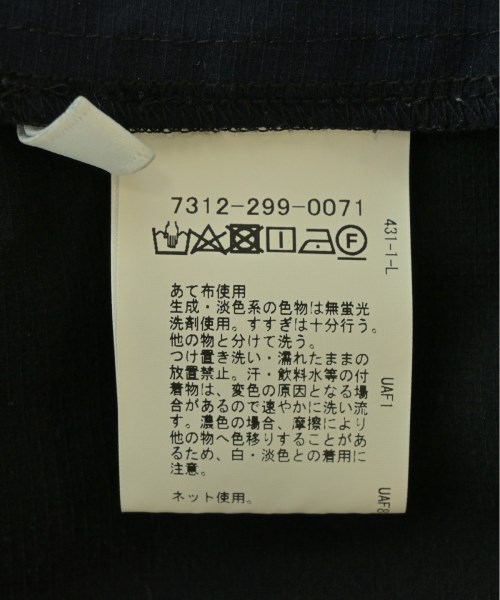 7312-299-0071
F
あて布使用
生成・淡色系の色物は無蛍光
洗剤使用。すすぎは十分行う。
他の物と分けて洗う。
つけ置き洗い・濡れたままの
放置禁止。汗・飲料水等の付
着物は、変色の原因となる場
合があるので速やかに洗い流
す。濃色の場合、摩擦により
他の物へ色移りすることがあ
るため、白・淡色との着用に
注意。
ネット使用。
431-1-L
UAF1